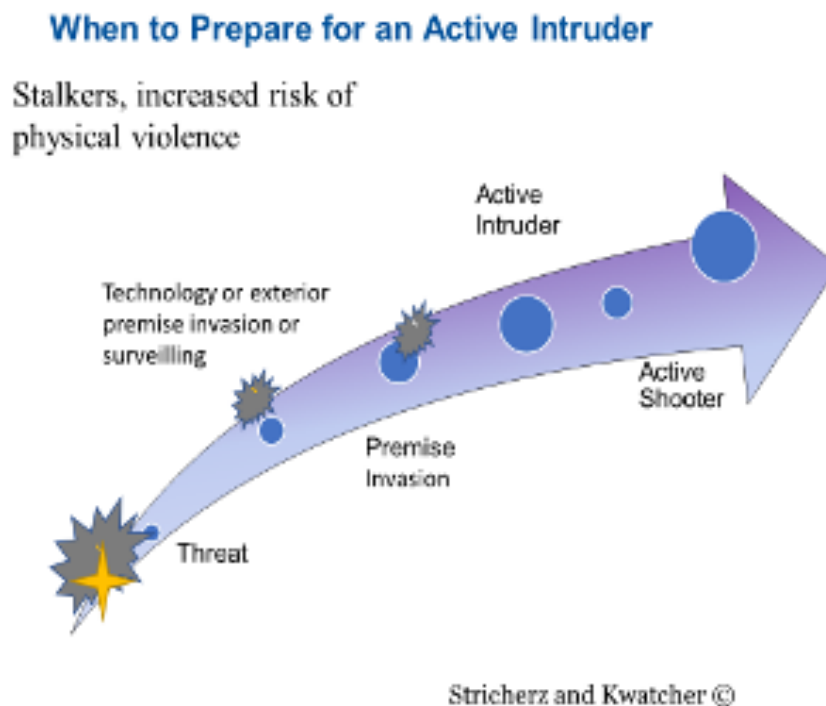 When to Prepare for an Active Intruder
Stalkers, increased risk of
physical violence
Active
Intruder
Technology or exterior
premise invasion or
surveilling
Active
Shooter
Premise
Invasion
Threat
Stricherz and Kwatcher ©